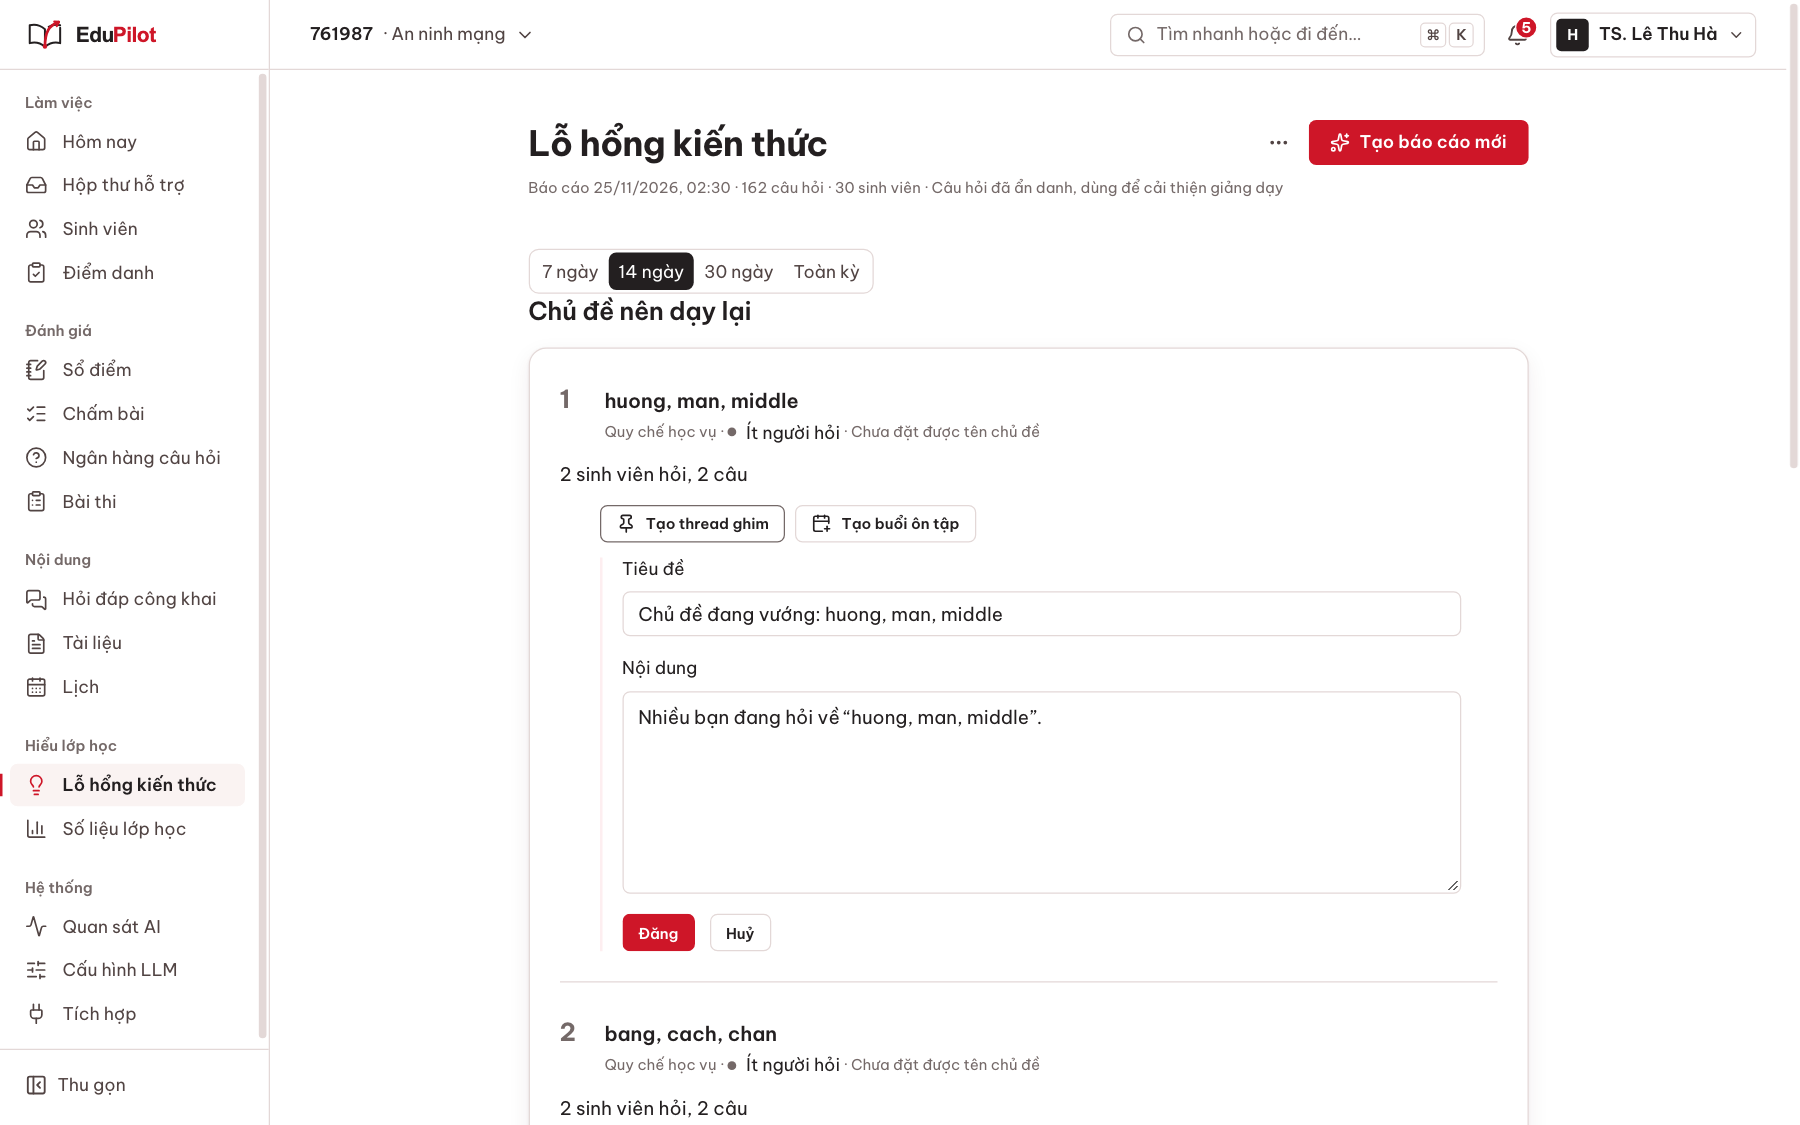 EduPilot
761987 · An ninh mạng
Tìm nhanh hoặc đi đến...
⌘ K
5
H
TS. Lê Thu Hà
Làm việc
Hôm nay
Hộp thư hỗ trợ
Sinh viên
Điểm danh
Đánh giá
Sổ điểm
Chấm bài
Ngân hàng câu hỏi
Bài thi
Nội dung
Hỏi đáp công khai
Tài liệu
Lịch
Hiểu lớp học
Lỗ hổng kiến thức
Số liệu lớp học
Hệ thống
Quan sát AI
Cấu hình LLM
Tích hợp
Thu gọn
Lỗ hổng kiến thức
Tạo báo cáo mới
Báo cáo 25/11/2026, 02:30 · 162 câu hỏi · 30 sinh viên · Câu hỏi đã ẩn danh, dùng để cải thiện giảng dạy
7 ngày 14 ngày 30 ngày Toàn kỳ
Chủ đề nên dạy lại
1 huong, man, middle
Quy chế học vụ · Ít người hỏi · Chưa đặt được tên chủ đề
2 sinh viên hỏi, 2 câu
Tạo thread ghim
Tạo buổi ôn tập
Tiêu đề
Chủ đề đang vướng: huong, man, middle
Nội dung
Nhiều bạn đang hỏi về “huong, man, middle”.
Đăng
Huỷ
2 bang, cach, chan
Quy chế học vụ · Ít người hỏi · Chưa đặt được tên chủ đề
2 sinh viên hỏi, 2 câu